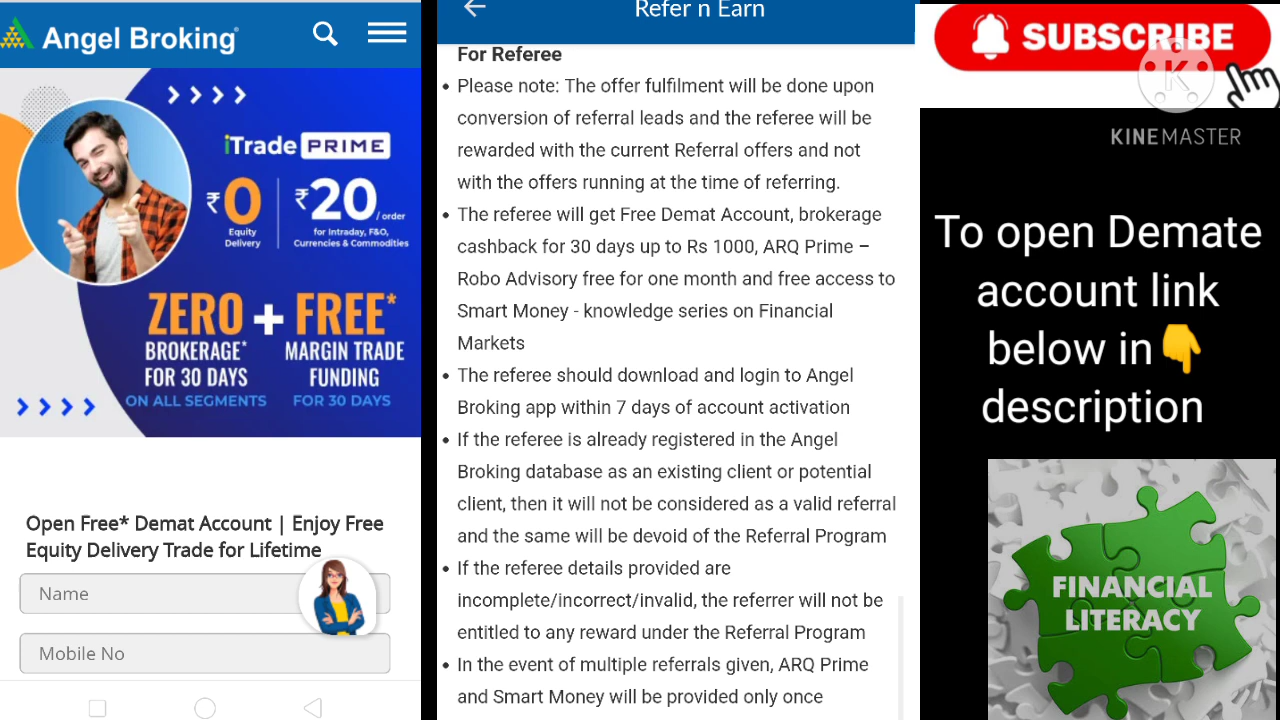 Angel Broking
iTrade PRIME
₹0
Equity
Delivery
₹20 / order
for Intraday, F&O,
Currencies & Commodities
ZERO + FREE*
BROKERAGE*
FOR 30 DAYS
ON ALL SEGMENTS
MARGIN TRADE
FUNDING
FOR 30 DAYS
Open Free* Demat Account | Enjoy Free
Equity Delivery Trade for Lifetime
Name
Mobile No
Refer n Earn
For Referee
• Please note: The offer fulfilment will be done upon
conversion of referral leads and the referee will be
rewarded with the current Referral offers and not
with the offers running at the time of referring.
• The referee will get Free Demat Account, brokerage
cashback for 30 days up to Rs 1000, ARQ Prime –
Robo Advisory free for one month and free access to
Smart Money - knowledge series on Financial
Markets
• The referee should download and login to Angel
Broking app within 7 days of account activation
• If the referee is already registered in the Angel
Broking database as an existing client or potential
client, then it will not be considered as a valid referral
and the same will be devoid of the Referral Program
• If the referee details provided are
incomplete/incorrect/invalid, the referrer will not be
entitled to any reward under the Referral Program
• In the event of multiple referrals given, ARQ Prime
and Smart Money will be provided only once
SUBSCRIBE
K
KINEMASTER
To open Demate
account link
below in👇
description
FINANCIAL
LITERACY